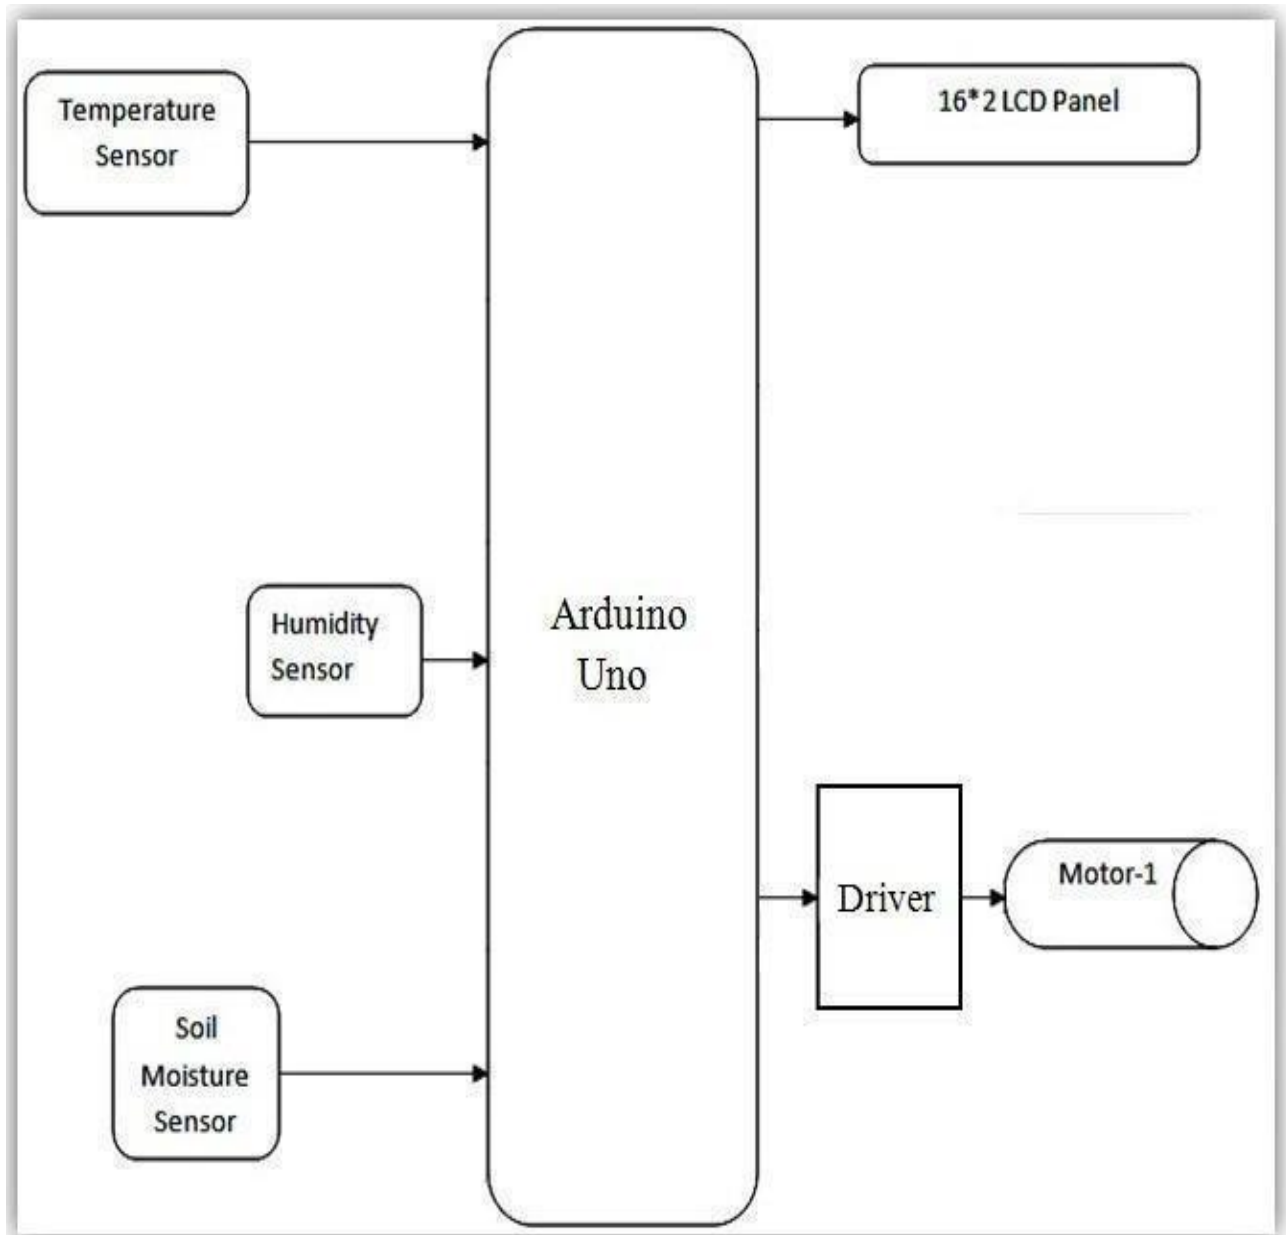 Temperature
Sensor
16*2 LCD Panel
Humidity
Sensor
Arduino
Uno
Driver
Motor-1
Soil
Moisture
Sensor